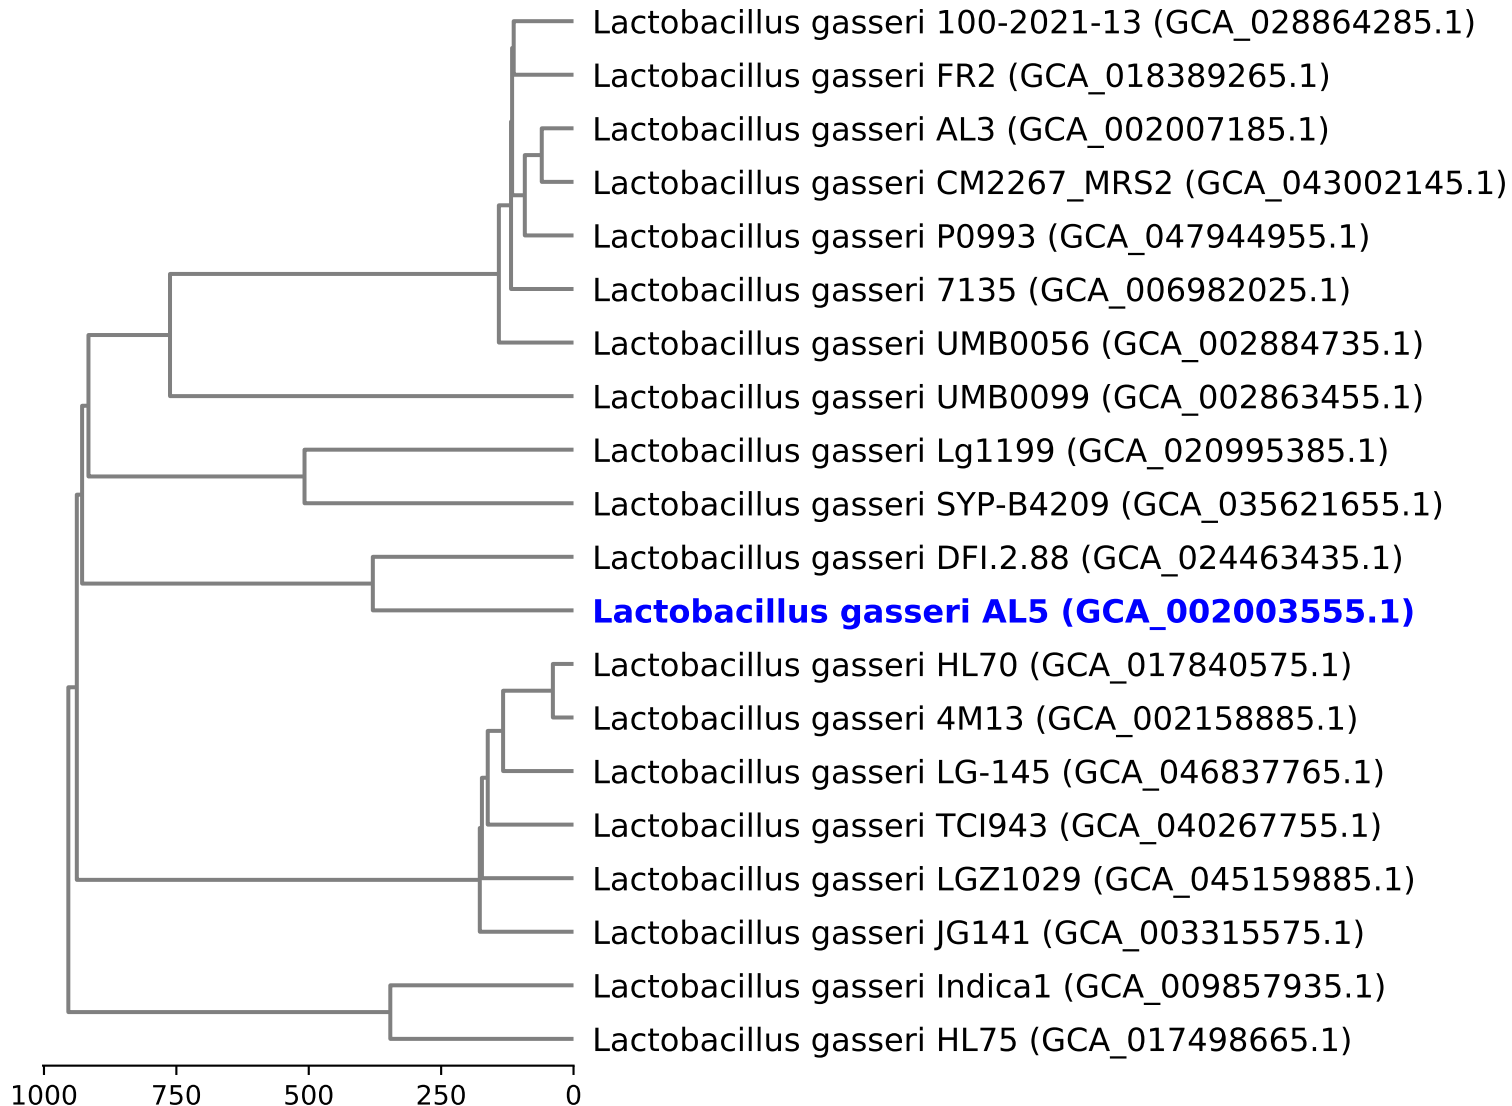 Lactobacillus gasseri 100-2021-13 (GCA_028864285.1)
Lactobacillus gasseri FR2 (GCA_018389265.1)
Lactobacillus gasseri AL3 (GCA_002007185.1)
Lactobacillus gasseri CM2267_MRS2 (GCA_043002145.1)
Lactobacillus gasseri P0993 (GCA_047944955.1)
Lactobacillus gasseri 7135 (GCA_006982025.1)
Lactobacillus gasseri UMB0056 (GCA_002884735.1)
Lactobacillus gasseri UMB0099 (GCA_002863455.1)
Lactobacillus gasseri Lg1199 (GCA_020995385.1)
Lactobacillus gasseri SYP-B4209 (GCA_035621655.1)
Lactobacillus gasseri DFI.2.88 (GCA_024463435.1)
Lactobacillus gasseri AL5 (GCA_002003555.1)
Lactobacillus gasseri HL70 (GCA_017840575.1)
Lactobacillus gasseri 4M13 (GCA_002158885.1)
Lactobacillus gasseri LG-145 (GCA_046837765.1)
Lactobacillus gasseri TCI943 (GCA_040267755.1)
Lactobacillus gasseri LGZ1029 (GCA_045159885.1)
Lactobacillus gasseri JG141 (GCA_003315575.1)
Lactobacillus gasseri Indica1 (GCA_009857935.1)
Lactobacillus gasseri HL75 (GCA_017498665.1)
1000 750 500 250 0